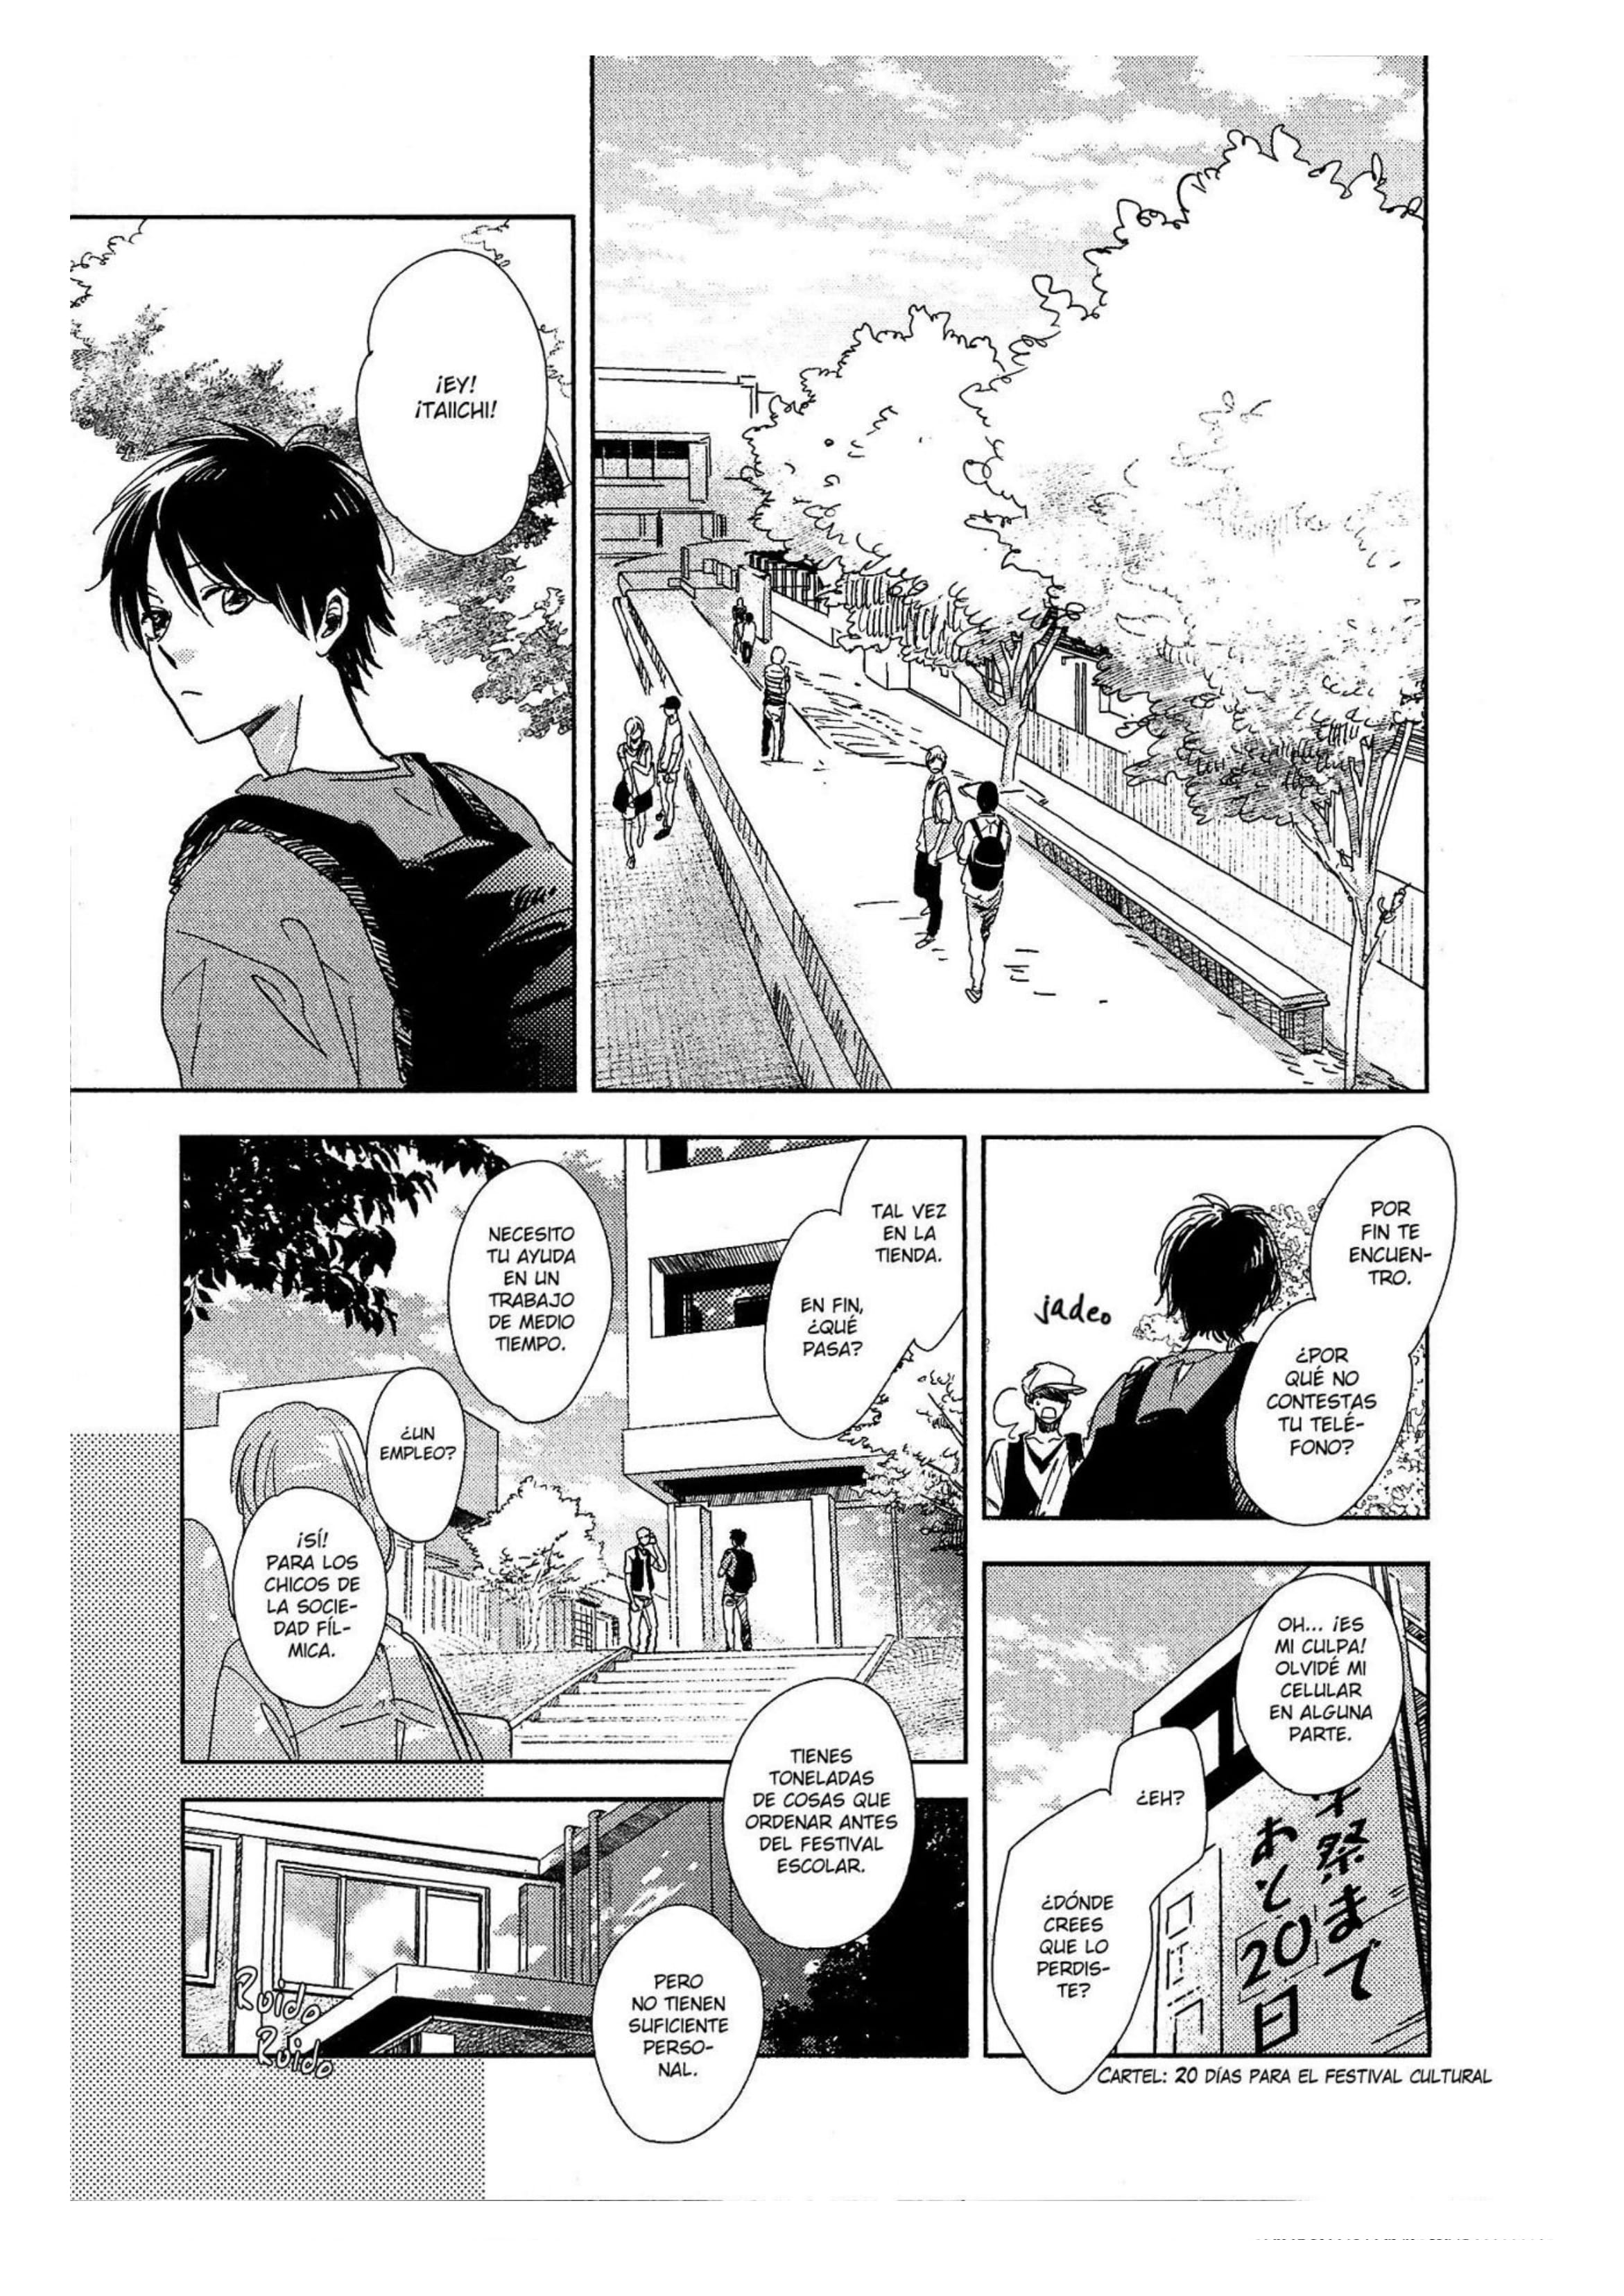 ¡EY!
¡TAIICHI!
POR
FIN TE
ENCUEN-
TRO.
¿POR
QUÉ NO
CONTESTAS
TU TELÉ-
FONO?
jadeo
OH... ¡ES
MI CULPA!
OLVIDÉ MI
CELULAR
EN ALGUNA
PARTE.
¿EH?
¿DÓNDE
CREES
QUE LO
PERDIS-
TE?
祭まで
あと
20
日
CARTEL: 20 DÍAS PARA EL FESTIVAL CULTURAL
TAL VEZ
EN LA
TIENDA.
EN FIN,
¿QUÉ
PASA?
NECESITO
TU AYUDA
EN UN
TRABAJO
DE MEDIO
TIEMPO.
¿UN
EMPLEO?
¡SÍ!
PARA LOS
CHICOS DE
LA SOCIE-
DAD FÍL-
MICA.
TIENES
TONELADAS
DE COSAS QUE
ORDENAR ANTES
DEL FESTIVAL
ESCOLAR.
PERO
NO TIENEN
SUFICIENTE
PERSO-
NAL.
Ruido
Ruido